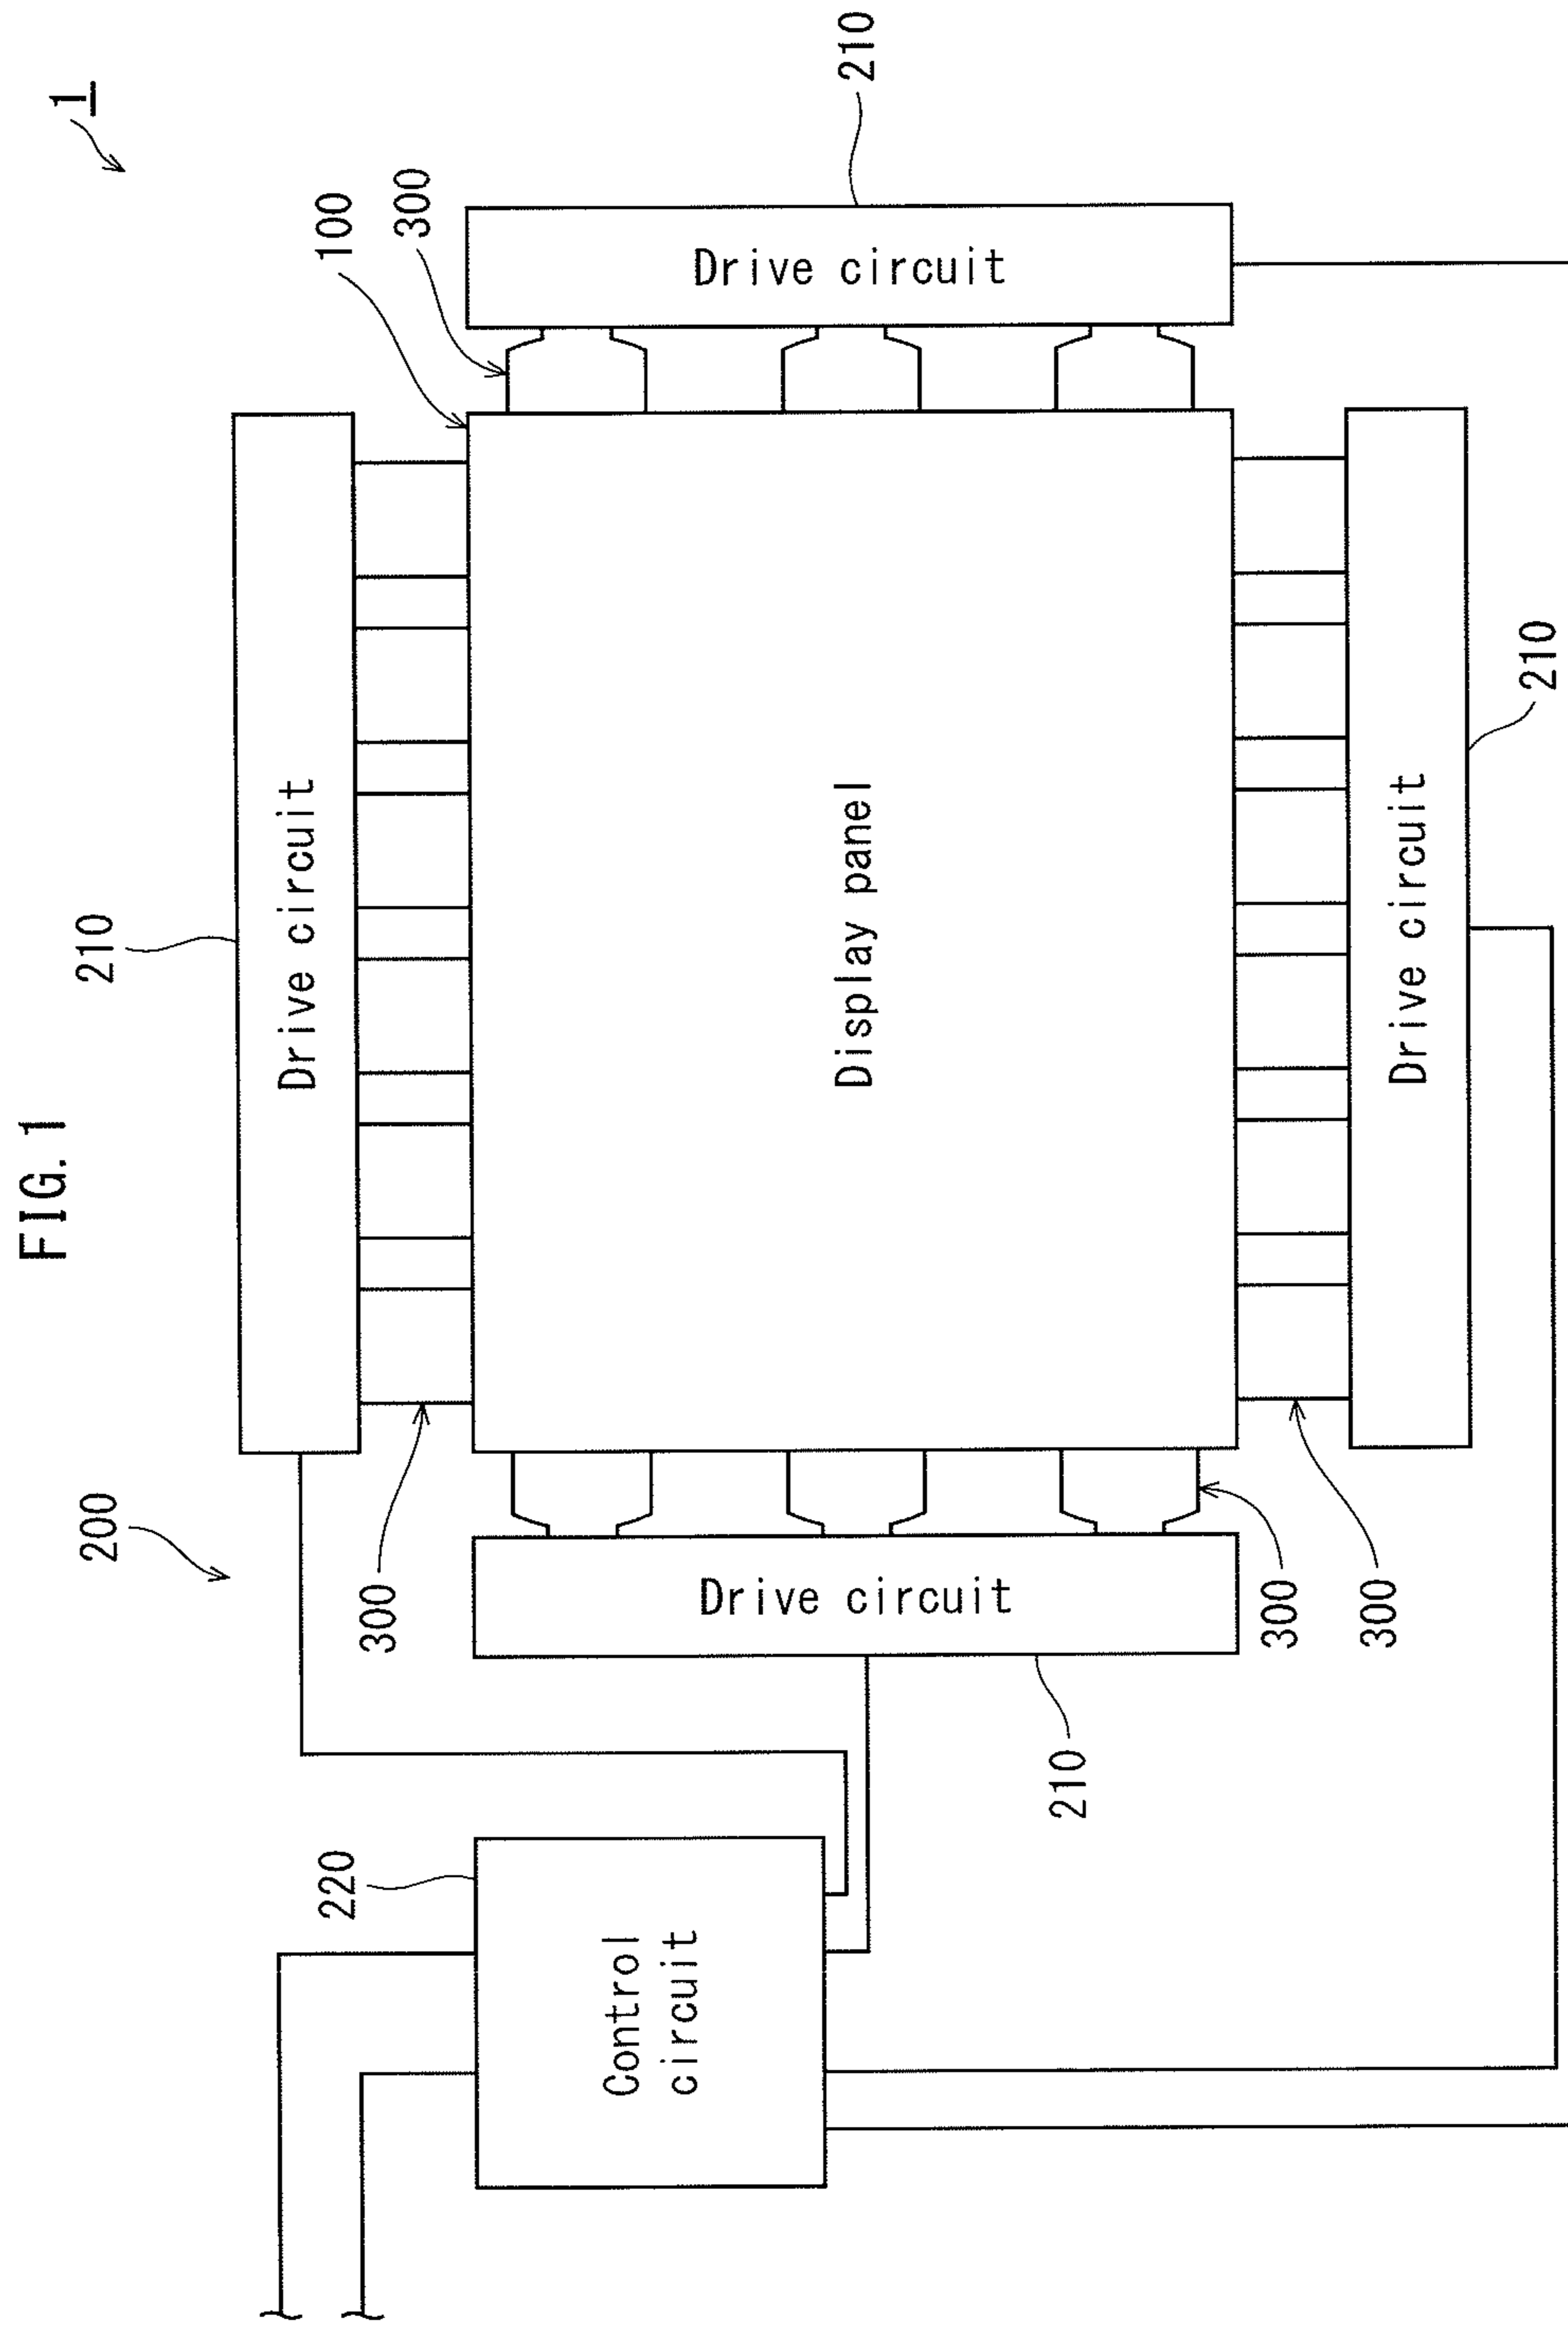 FIG.1
1
200
210
Drive circuit
300
100
300
220
Control
circuit
Drive circuit
Display panel
Drive circuit
210
210
300
300
Drive circuit
210